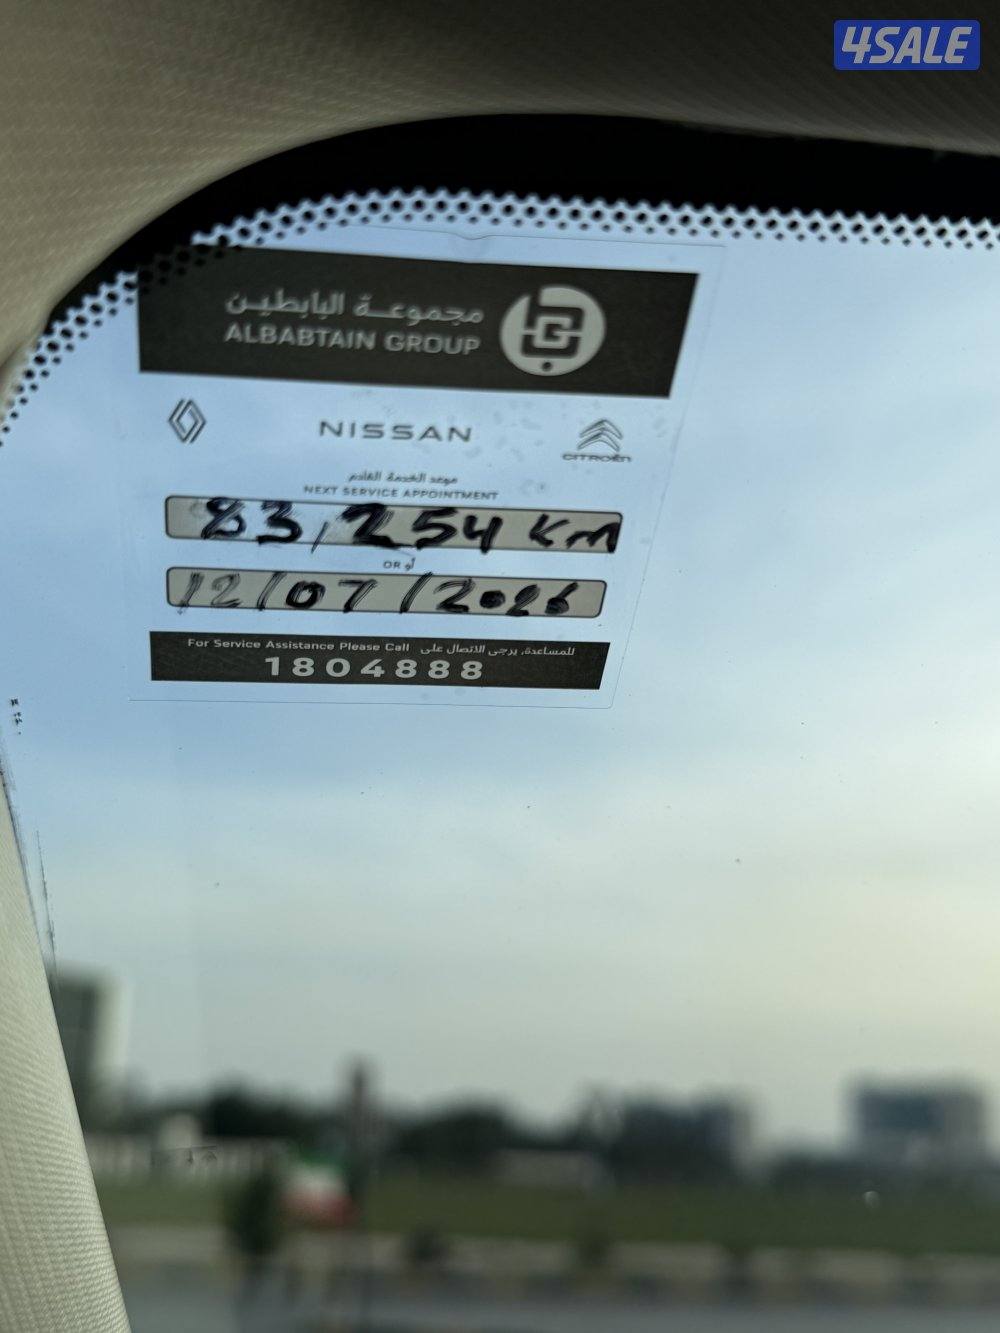 4SALE
مجموعة البابطين
ALBABTAIN GROUP
NISSAN
CITROËN
موعد الخدمة القادم
NEXT SERVICE APPOINTMENT
83,254 KM
OR أو
12/07/2026
For Service Assistance Please Call للمساعدة، يرجى الاتصال على
1804888